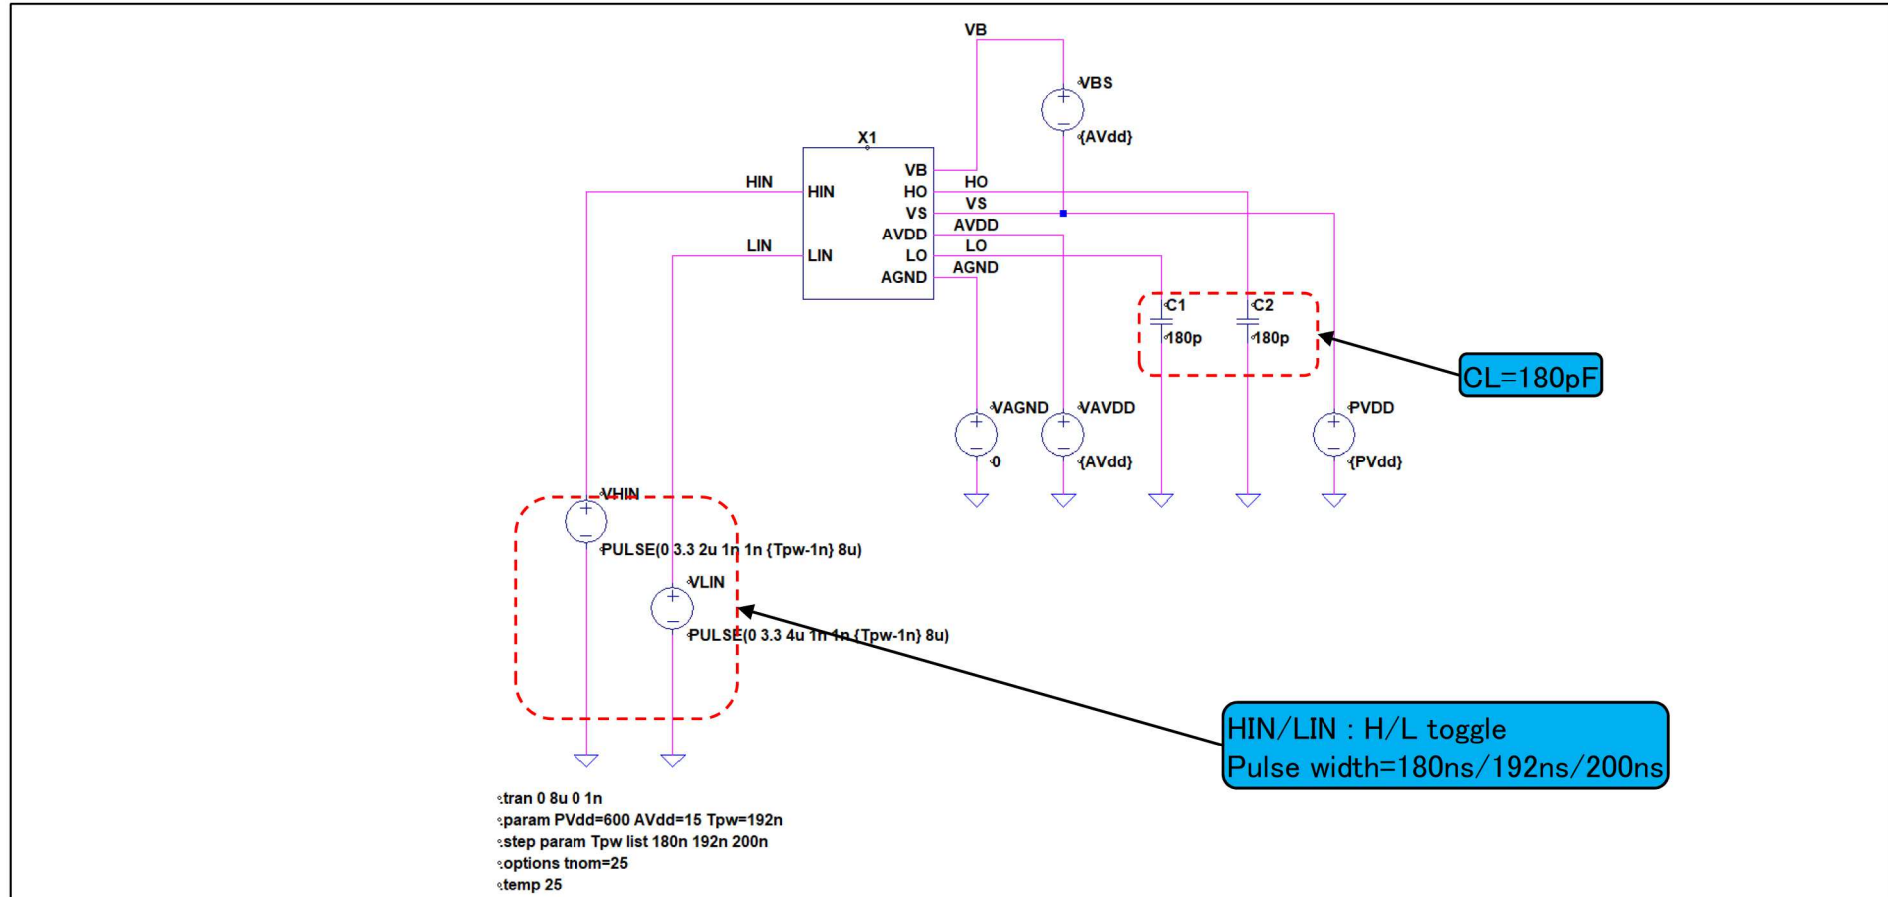 VB
VBS
{AVdd}
X1
VB
HIN
HIN
HO
HO
VS
VS
AVDD
AVDD
LIN
LIN
LO
LO
AGND
AGND
C1
180p
C2
180p
CL=180pF
VAGND
0
VAVDD
{AVdd}
PVDD
{PVdd}
VHIN
PULSE(0 3.3 2u 1n 1n {Tpw-1n} 8u)
VLIN
PULSE(0 3.3 4u 1n 1n {Tpw-1n} 8u)
HIN/LIN : H/L toggle
Pulse width=180ns/192ns/200ns
.tran 0 8u 0 1n
.param PVdd=600 AVdd=15 Tpw=192n
.step param Tpw list 180n 192n 200n
.options tnom=25
.temp 25